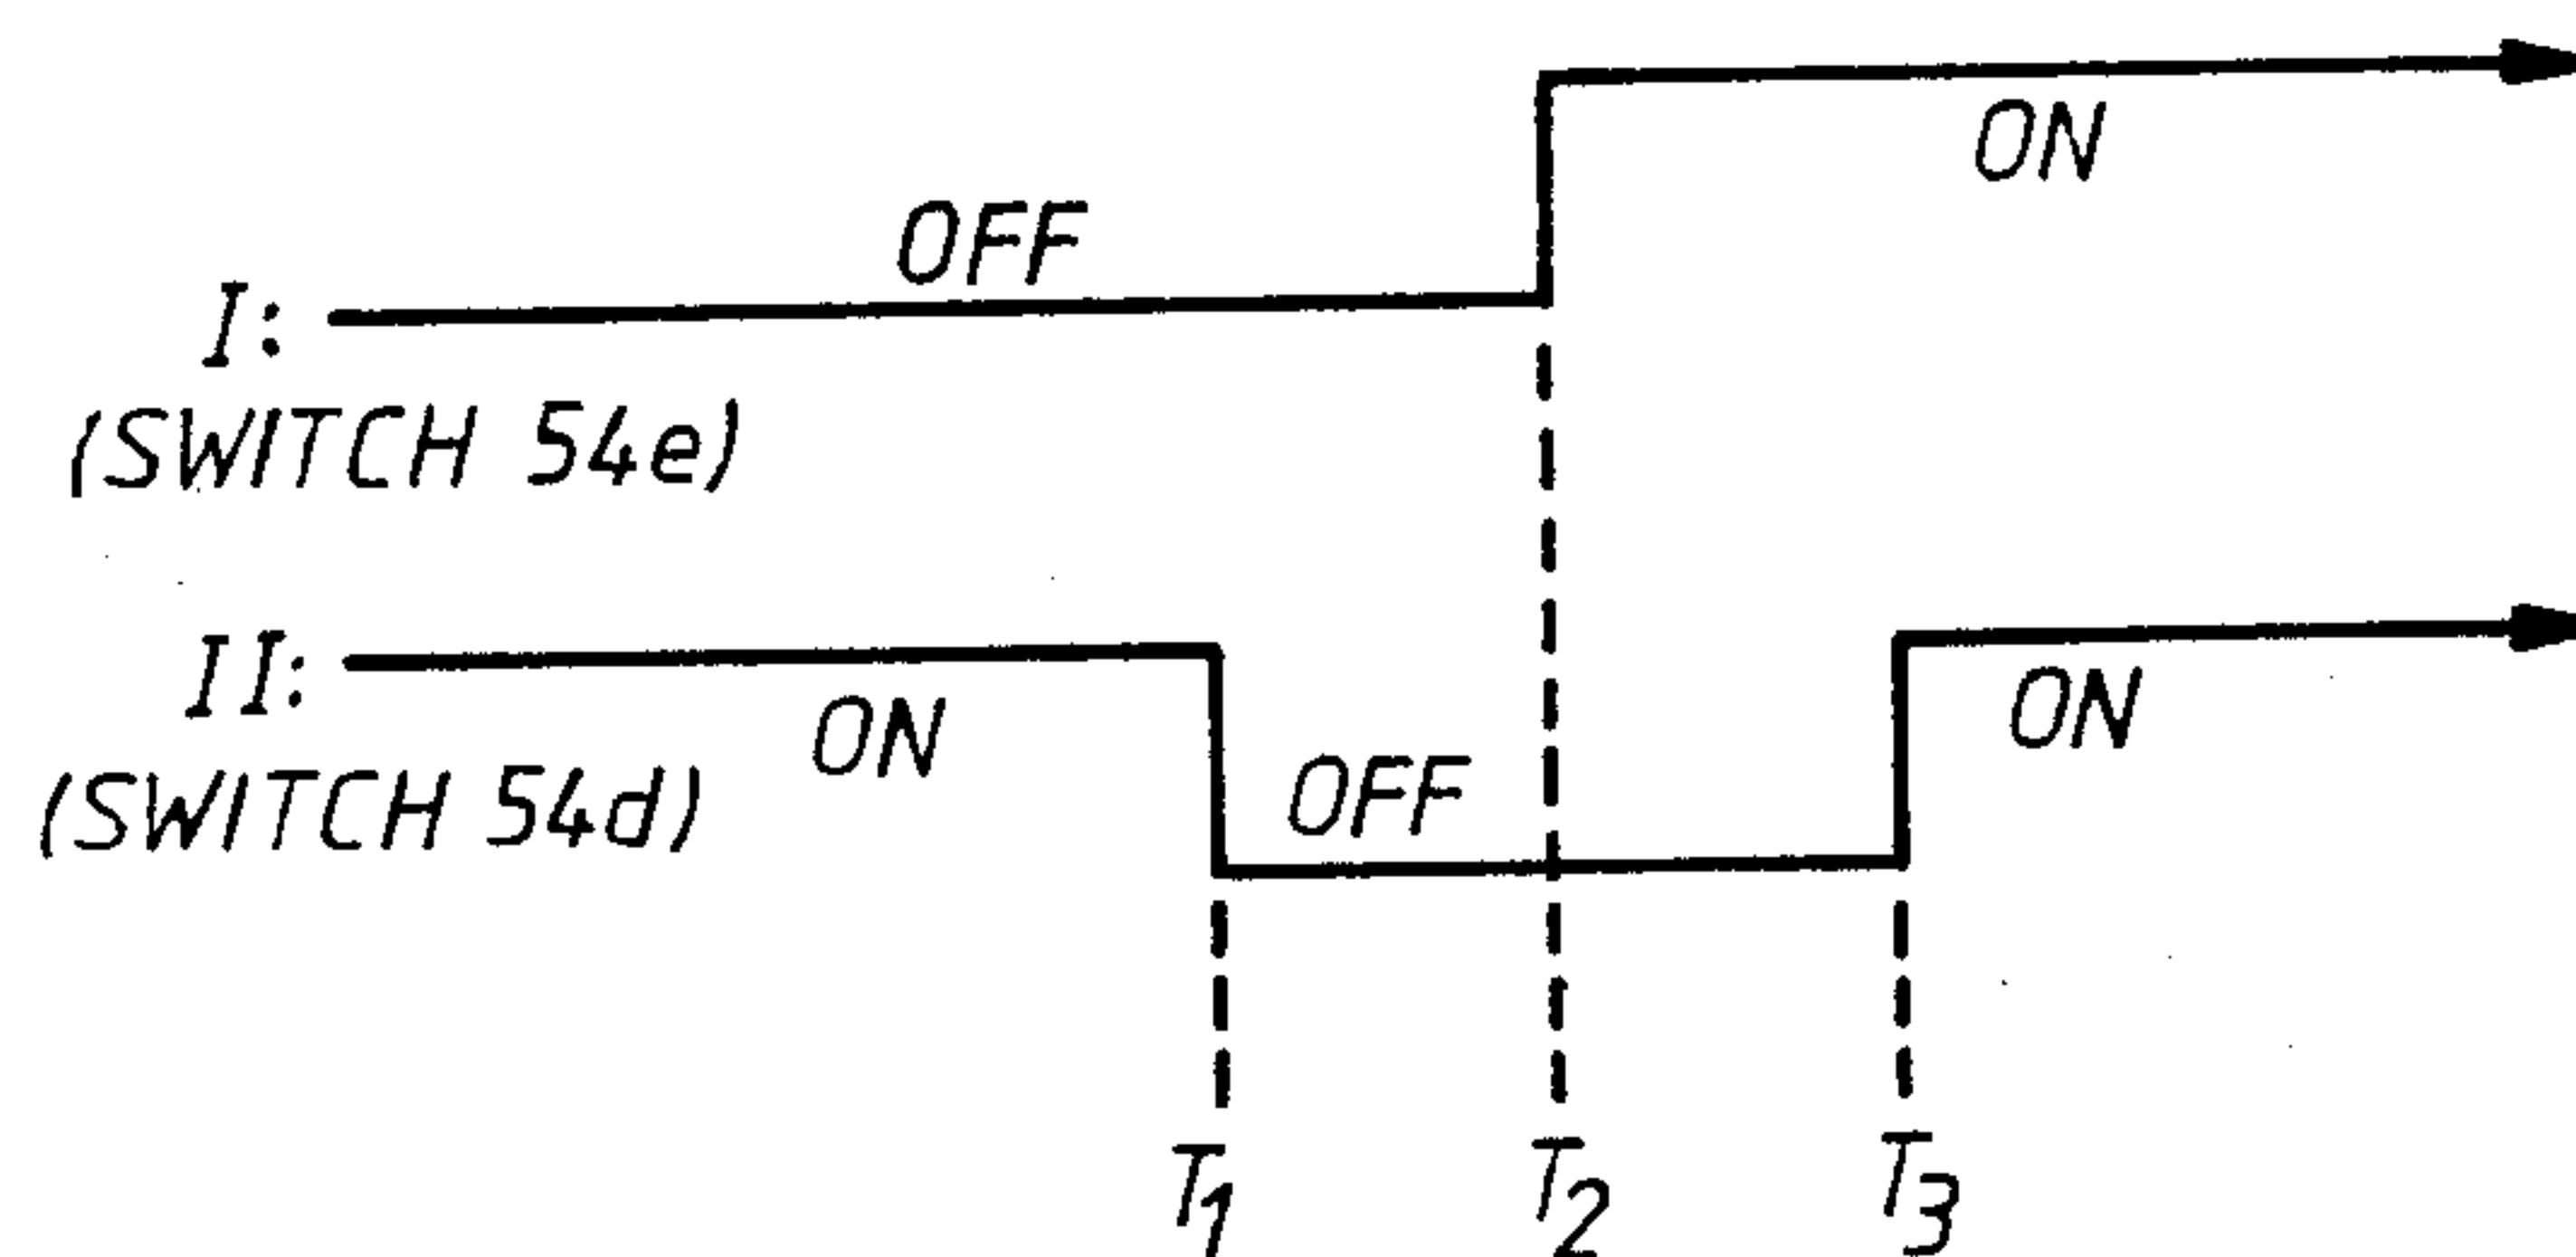 ON
OFF
I:
(SWITCH 54e)
II:
ON
ON
(SWITCH 54d)
OFF
T1 T2 T3